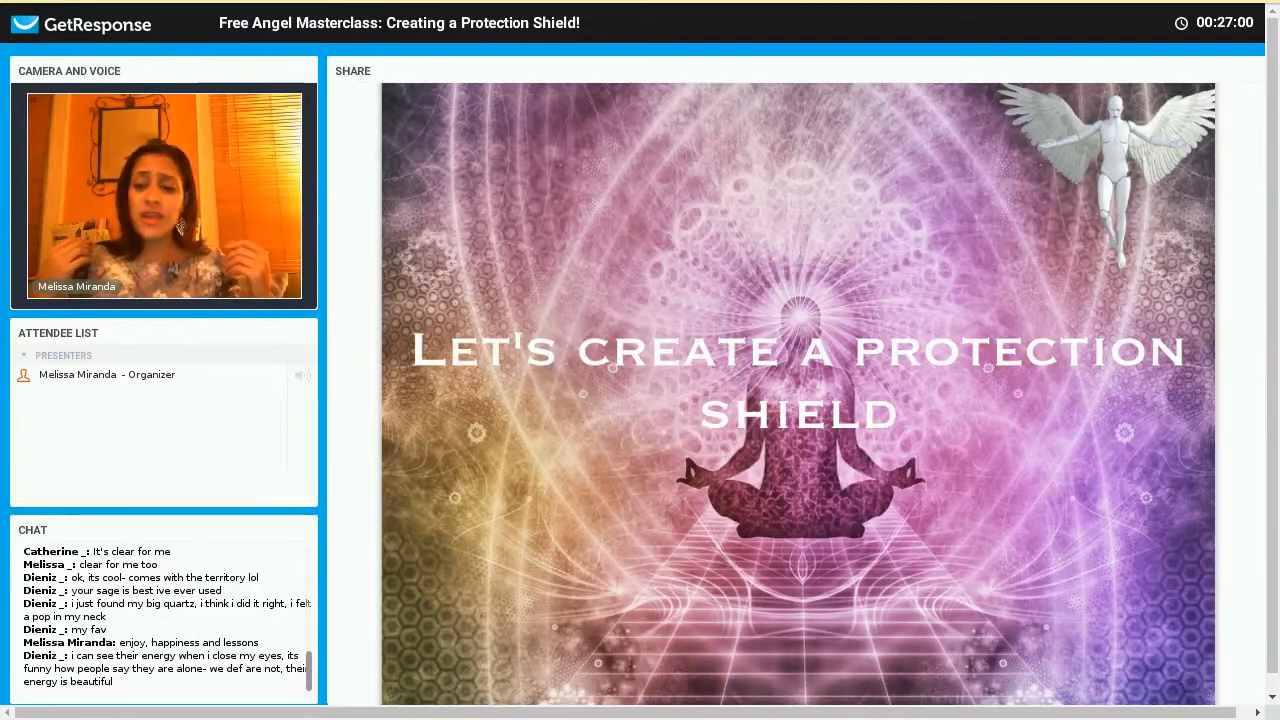 GetResponse
Free Angel Masterclass: Creating a Protection Shield!
00:27:00
CAMERA AND VOICE
Melissa Miranda
ATTENDEE LIST
PRESENTERS
Melissa Miranda - Organizer
CHAT
Catherine _: It's clear for me
Melissa _: clear for me too
Dieniz _: ok, its cool- comes with the territory lol
Dieniz _: your sage is best ive ever used
Dieniz _: i just found my big quartz, i think i did it right, i felt
a pop in my neck
Dieniz _: my fav
Melissa Miranda: enjoy, happiness and lessons
Dieniz _: i can see their energy when i close my eyes, its
funny how people say they are alone- we def are not, their
energy is beautiful
SHARE
LET'S CREATE A PROTECTION
SHIELD